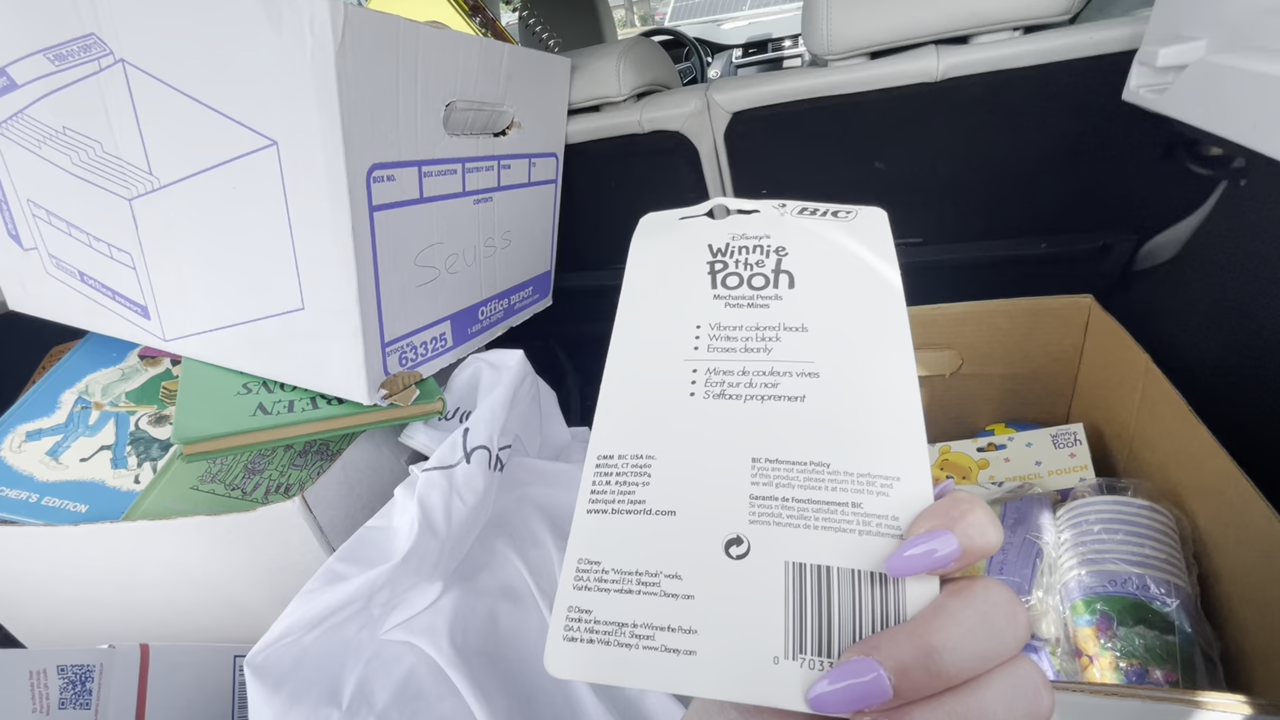 BOX NO.
BOX LOCATION
DESTROY DATE
FROM
TO
CONTENTS
Seuss
Office DEPOT
STOCK NO.
63325
BiC
Disney's
Winnie
the
Pooh
Mechanical Pencils
Porte-Mines
• Vibrant colored leads
• Writes on black
• Erases cleanly
• Mines de couleurs vives
• Écrit sur du noir
• S'efface proprement
©MM BIC USA Inc.
Milford, CT 06460
ITEM# MPCTDSP4
B.O.M. #58304-50
Made in Japan
Fabriqué en Japan
www.bicworld.com
BIC Performance Policy
If you are not satisfied with the performance
of this product, please return it to BIC and
we will gladly replace it at no cost to you.
Garantie de Fonctionnement BIC
Si vous n'êtes pas satisfait du rendement de
ce produit, veuillez le retourner à BIC et nous
serons heureux de le remplacer gratuitement.
©Disney
Based on the "Winnie the Pooh" works,
©A.A. Milne and E.H. Shepard.
Visit the Disney website at www.Disney.com
©Disney
Fondé sur les ouvrages de «Winnie the Pooh».
©A.A. Milne and E.H. Shepard.
Visiter le site Web Disney à www.Disney.com
0 7033
Winnie
the
Pooh
PENCIL POUCH
CHER'S EDITION